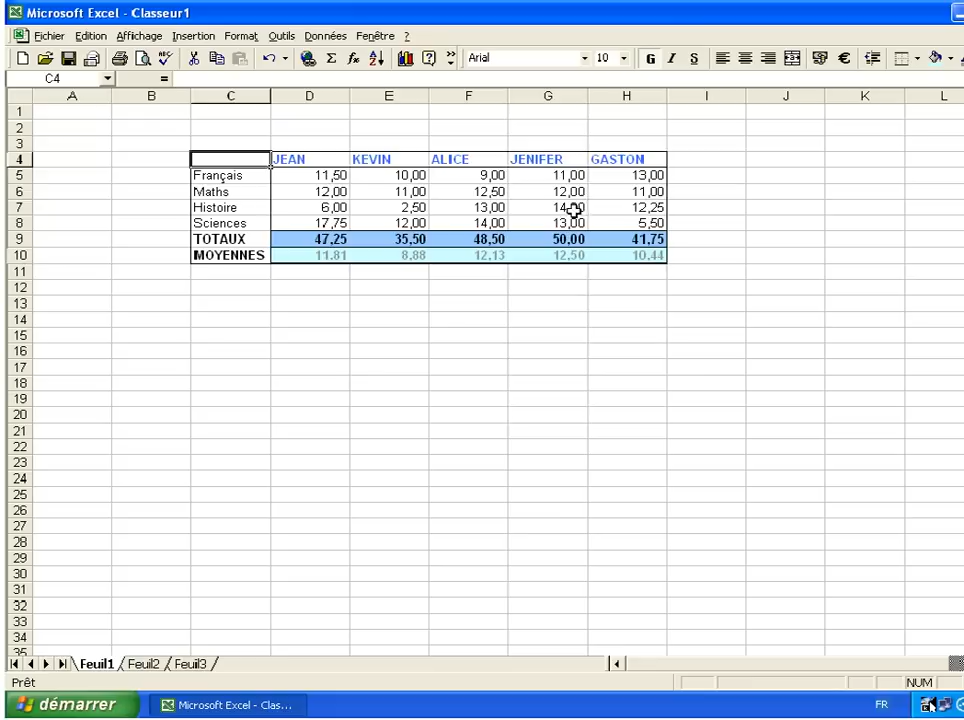 Microsoft Excel - Classeur1
Fichier Edition Affichage Insertion Format Outils Données Fenêtre ?
Arial 10 G I S €
C4 =
A B C D E F G H I J K L
1
2
3
4 JEAN KEVIN ALICE JENIFER GASTON
5 Français 11,50 10,00 9,00 11,00 13,00
6 Maths 12,00 11,00 12,50 12,00 11,00
7 Histoire 6,00 2,50 13,00 12,25
8 Sciences 17,75 12,00 14,00 13,00 5,50
9 TOTAUX 47,25 35,50 48,50 50,00 41,75
10 MOYENNES 11,81 8,88 12,13 12,50 10,44
11
12
13
14
15
16
17
18
19
20
21
22
23
24
25
26
27
28
29
30
31
32
33
34
35
Feuil1 Feuil2 Feuil3
Prêt NUM
démarrer Microsoft Excel - Clas... FR